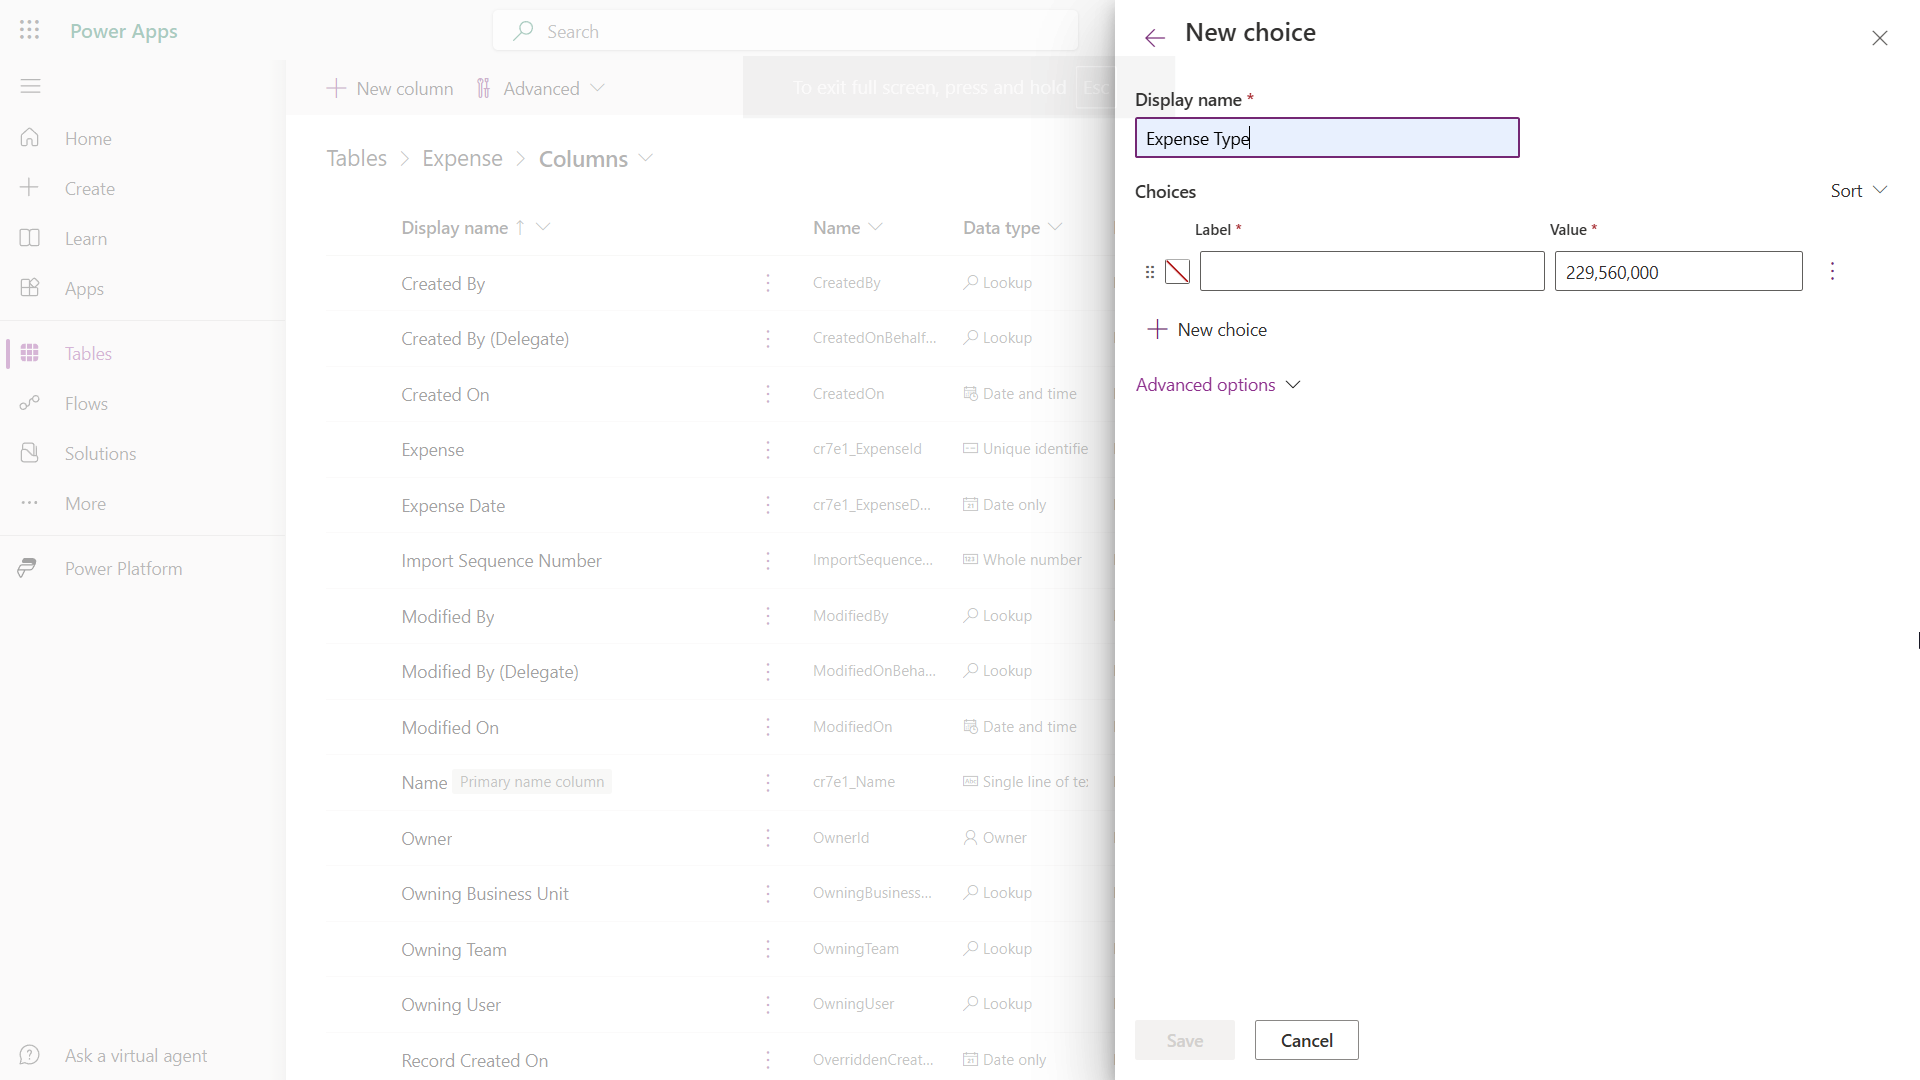 Power Apps
Search
New column
Advanced
To exit full screen, press and hold Esc
Home
Create
Learn
Apps
Tables
Flows
Solutions
More
Power Platform
Ask a virtual agent
Tables > Expense > Columns
Display name ↑ Name Data type
Created By CreatedBy Lookup
Created By (Delegate) CreatedOnBehalf... Lookup
Created On CreatedOn Date and time
Expense cr7e1_ExpenseId Unique identifie
Expense Date cr7e1_ExpenseD... Date only
Import Sequence Number ImportSequence... Whole number
Modified By ModifiedBy Lookup
Modified By (Delegate) ModifiedOnBeha... Lookup
Modified On ModifiedOn Date and time
Name Primary name column cr7e1_Name Single line of te
Owner OwnerId Owner
Owning Business Unit OwningBusiness... Lookup
Owning Team OwningTeam Lookup
Owning User OwningUser Lookup
Record Created On OverriddenCreat... Date only
New choice
Display name *
Expense Type
Choices
Sort
Label * Value *
229,560,000
New choice
Advanced options
Save Cancel